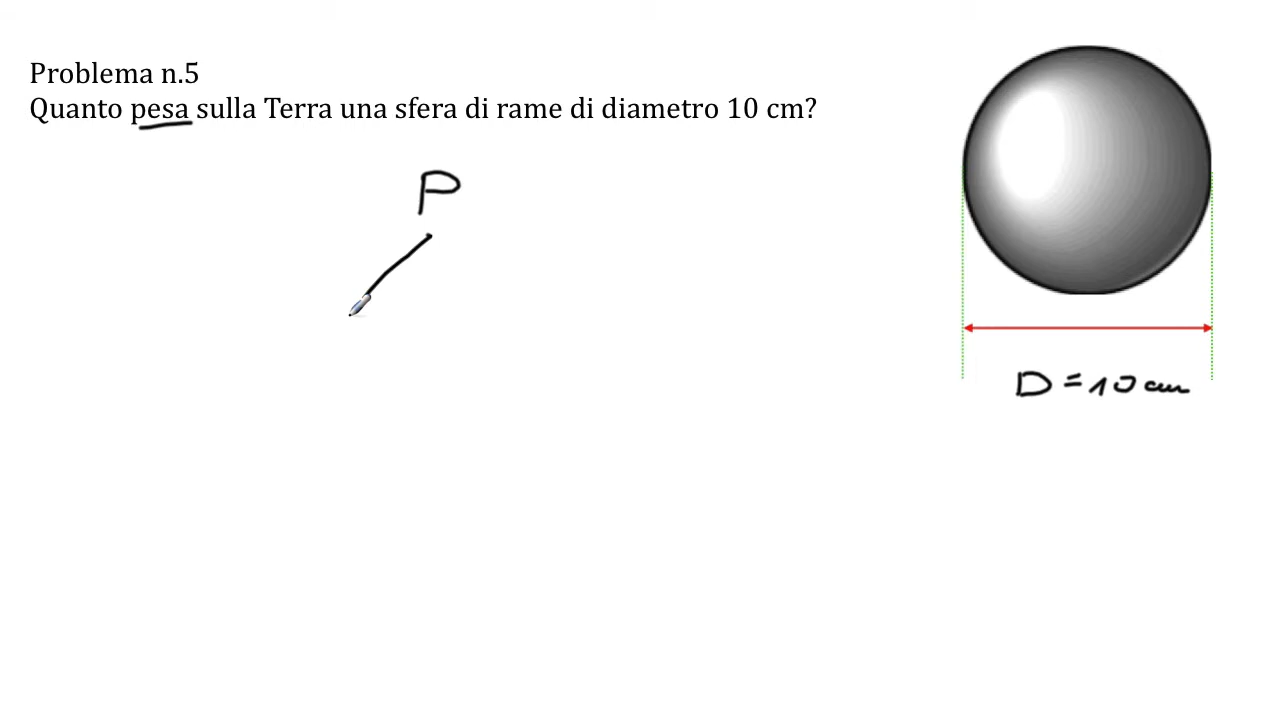 Problema n.5
Quanto pesa sulla Terra una sfera di rame di diametro 10 cm?
P
D = 10 cm